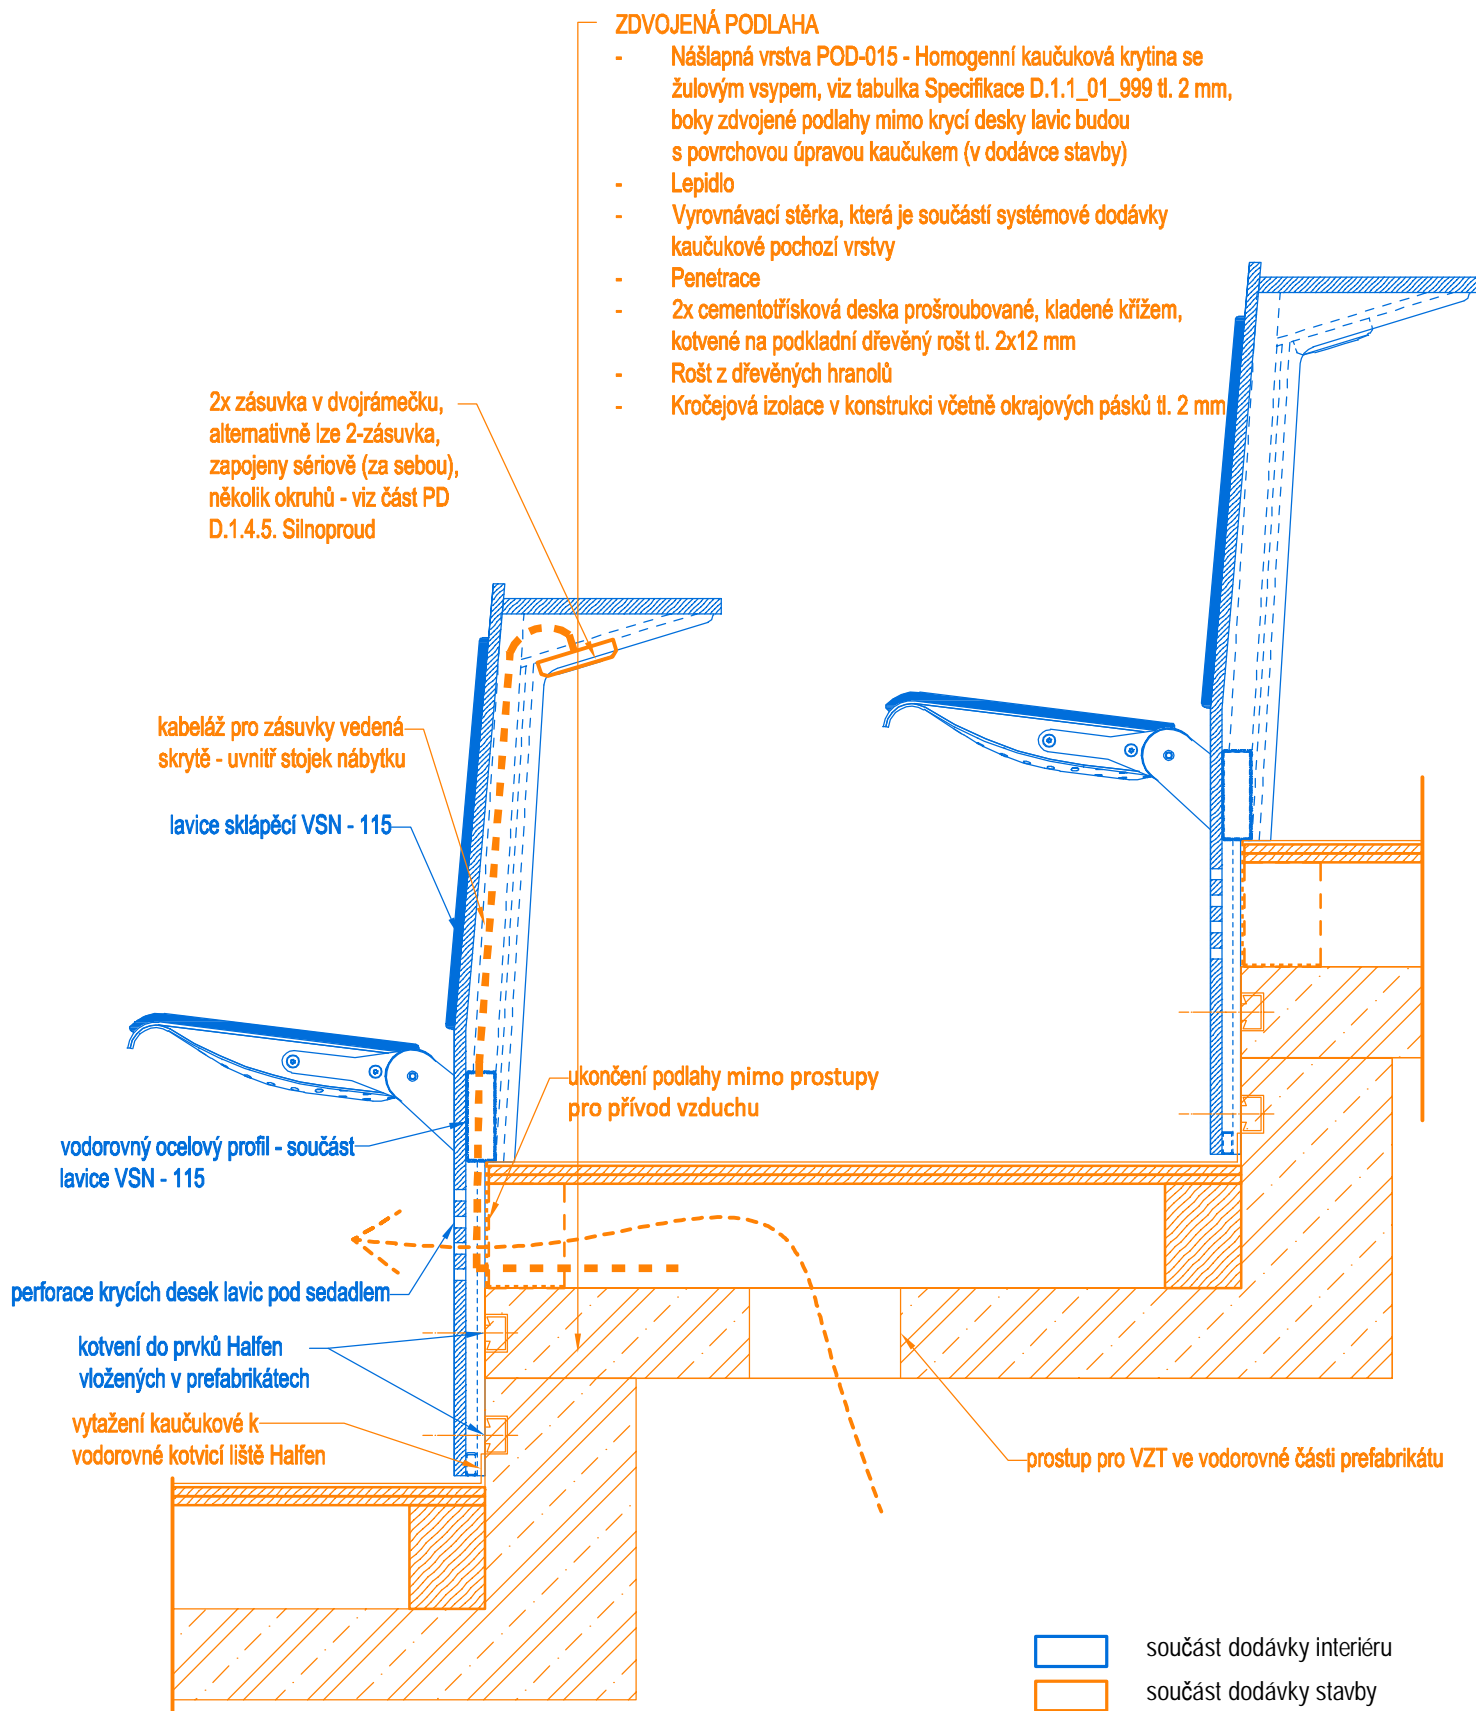 ZDVOJENÁ PODLAHA
- Nášlapná vrstva POD-015 - Homogenní kaučuková krytina se
žulovým vsypem, viz tabulka Specifikace D.1.1_01_999 tl. 2 mm,
boky zdvojené podlahy mimo krycí desky lavic budou
s povrchovou úpravou kaučukem (v dodávce stavby)
- Lepidlo
- Vyrovnávací stěrka, která je součástí systémové dodávky
kaučukové pochozí vrstvy
- Penetrace
- 2x cementotřísková deska prošroubované, kladené křížem,
kotvené na podkladní dřevěný rošt tl. 2x12 mm
- Rošt z dřevěných hranolů
- Kročejová izolace v konstrukci včetně okrajových pásků tl. 2 mm
2x zásuvka v dvojrámečku,
alternativně lze 2-zásuvka,
zapojeny sériově (za sebou),
několik okruhů - viz část PD
D.1.4.5. Silnoproud
kabeláž pro zásuvky vedená
skrytě - uvnitř stojek nábytku
lavice sklápěcí VSN - 115
ukončení podlahy mimo prostupy
pro přívod vzduchu
vodorovný ocelový profil - součást
lavice VSN - 115
perforace krycích desek lavic pod sedadlem
kotvení do prvků Halfen
vložených v prefabrikátech
vytažení kaučukové k
vodorovné kotvicí liště Halfen
prostup pro VZT ve vodorovné části prefabrikátu
součást dodávky interiéru
součást dodávky stavby